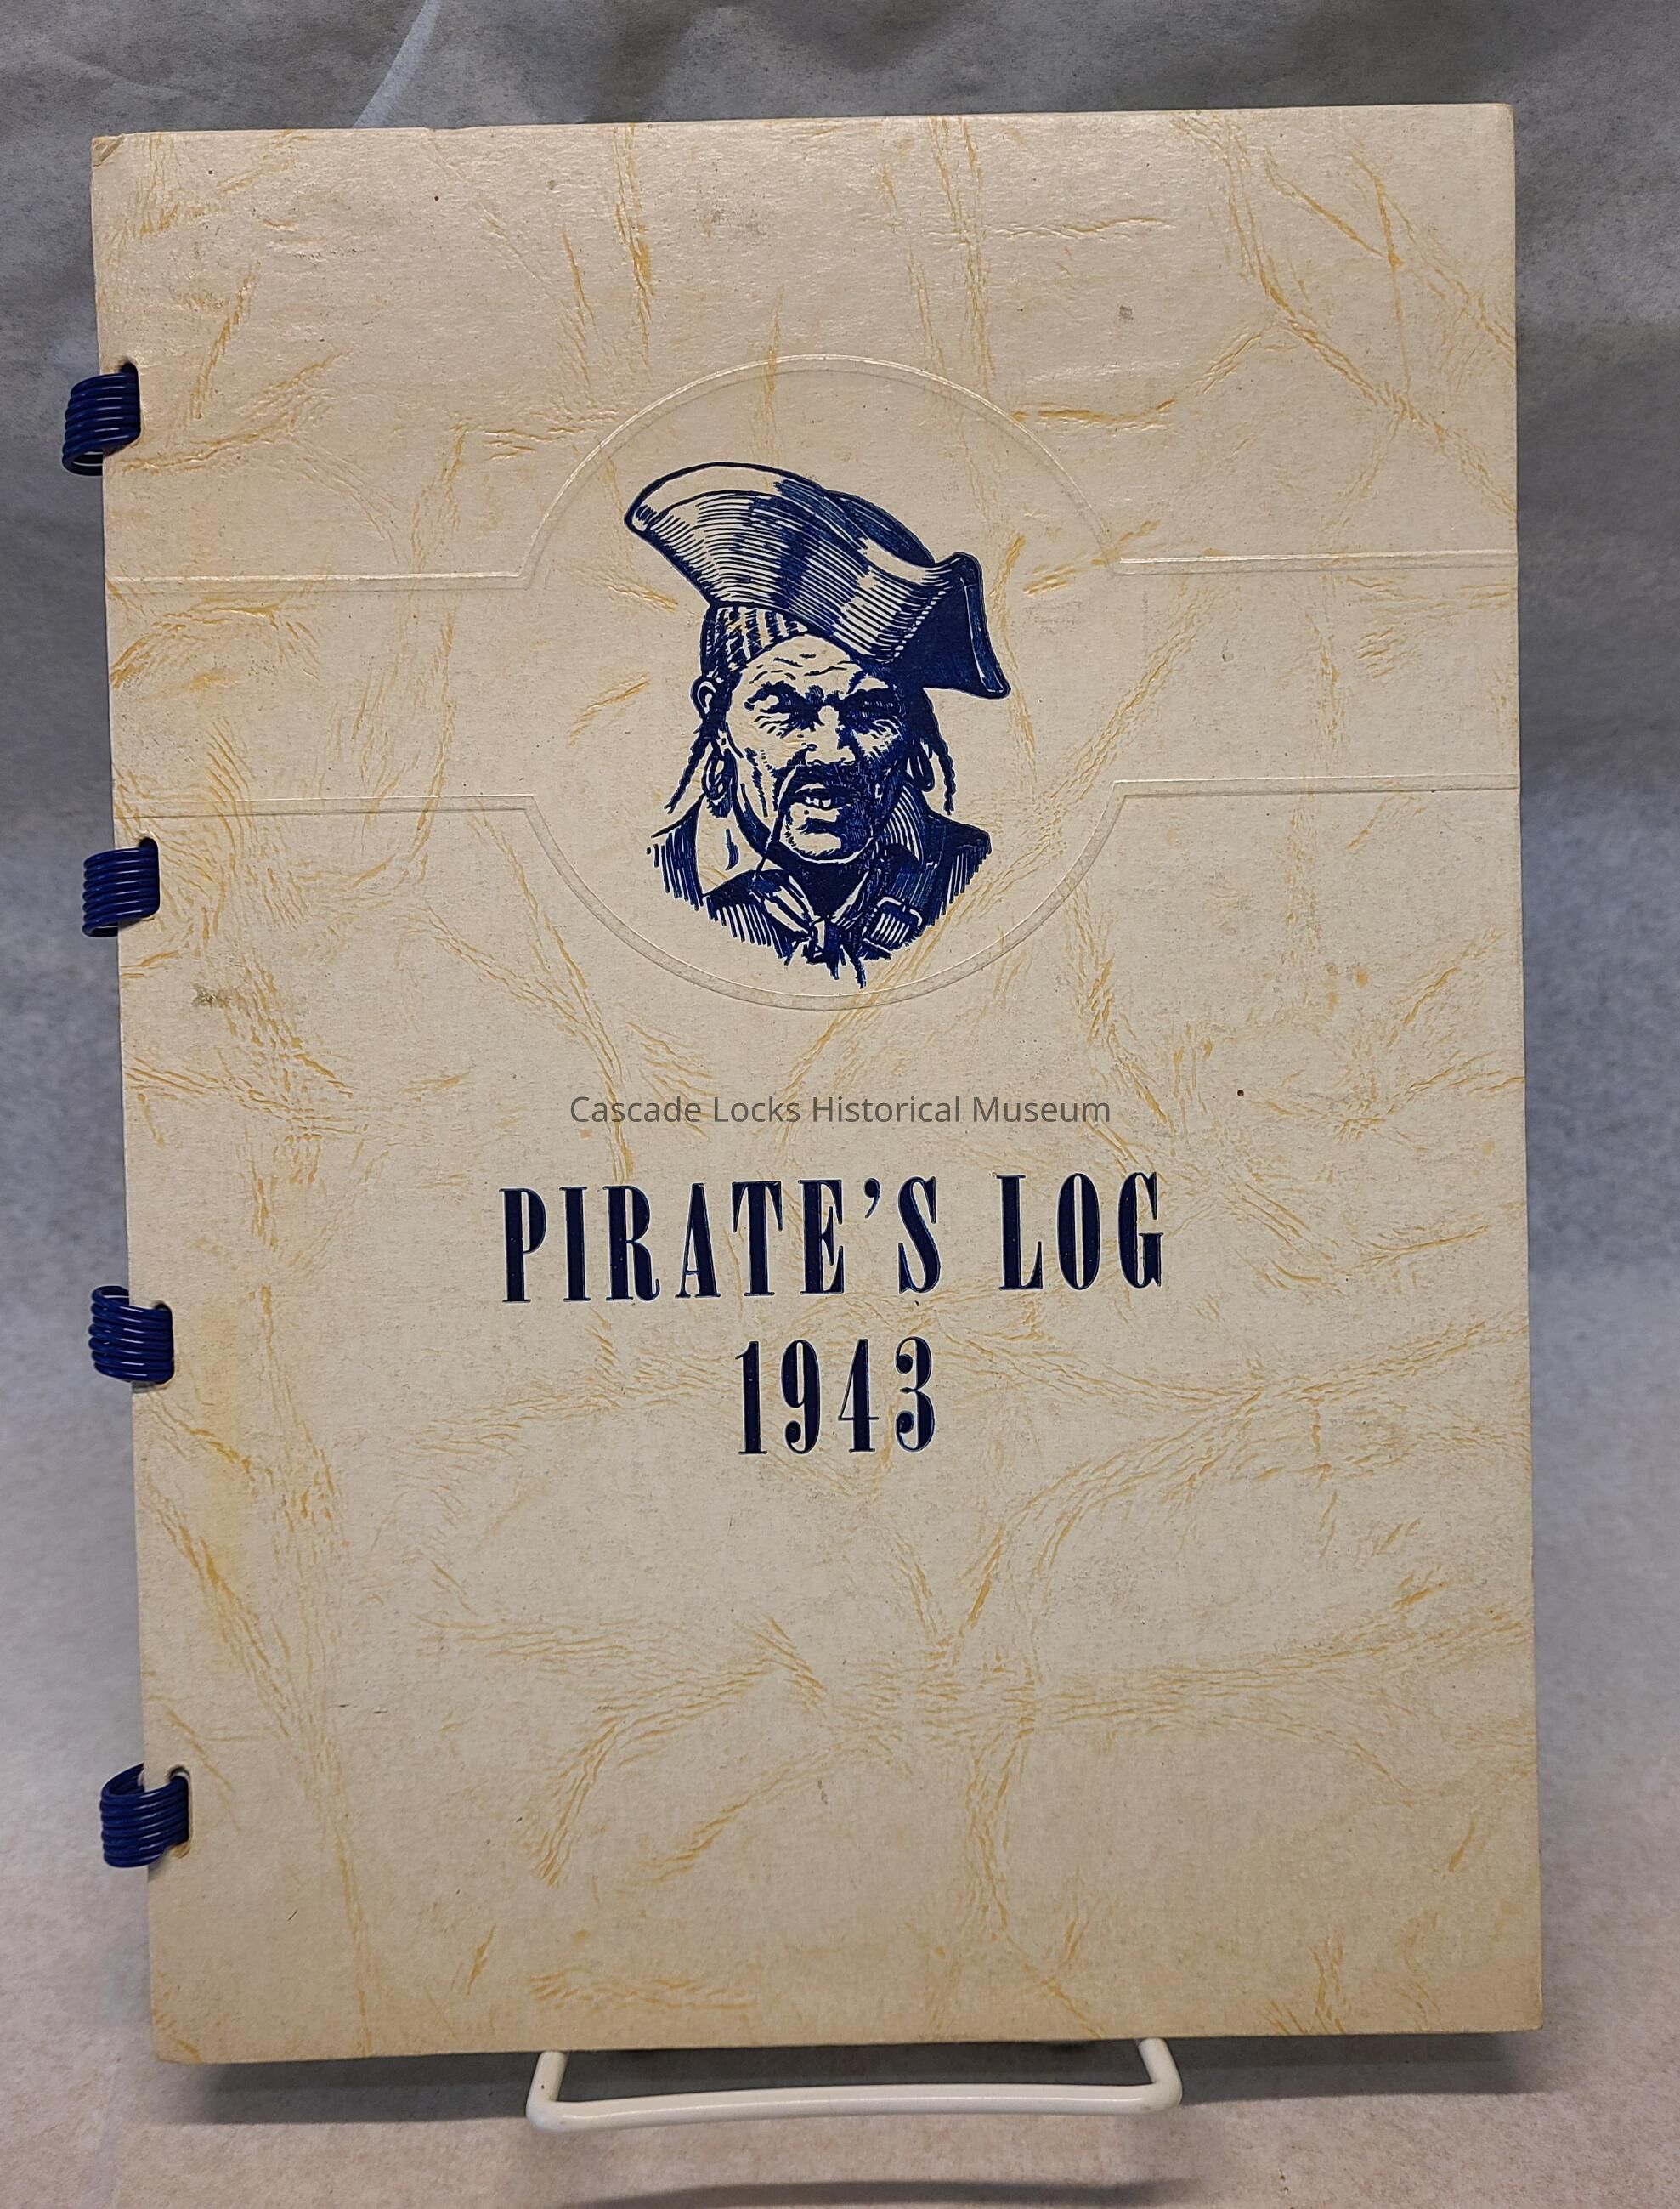 Cascade Locks Historical Museum
PIRATE'S LOG
1943